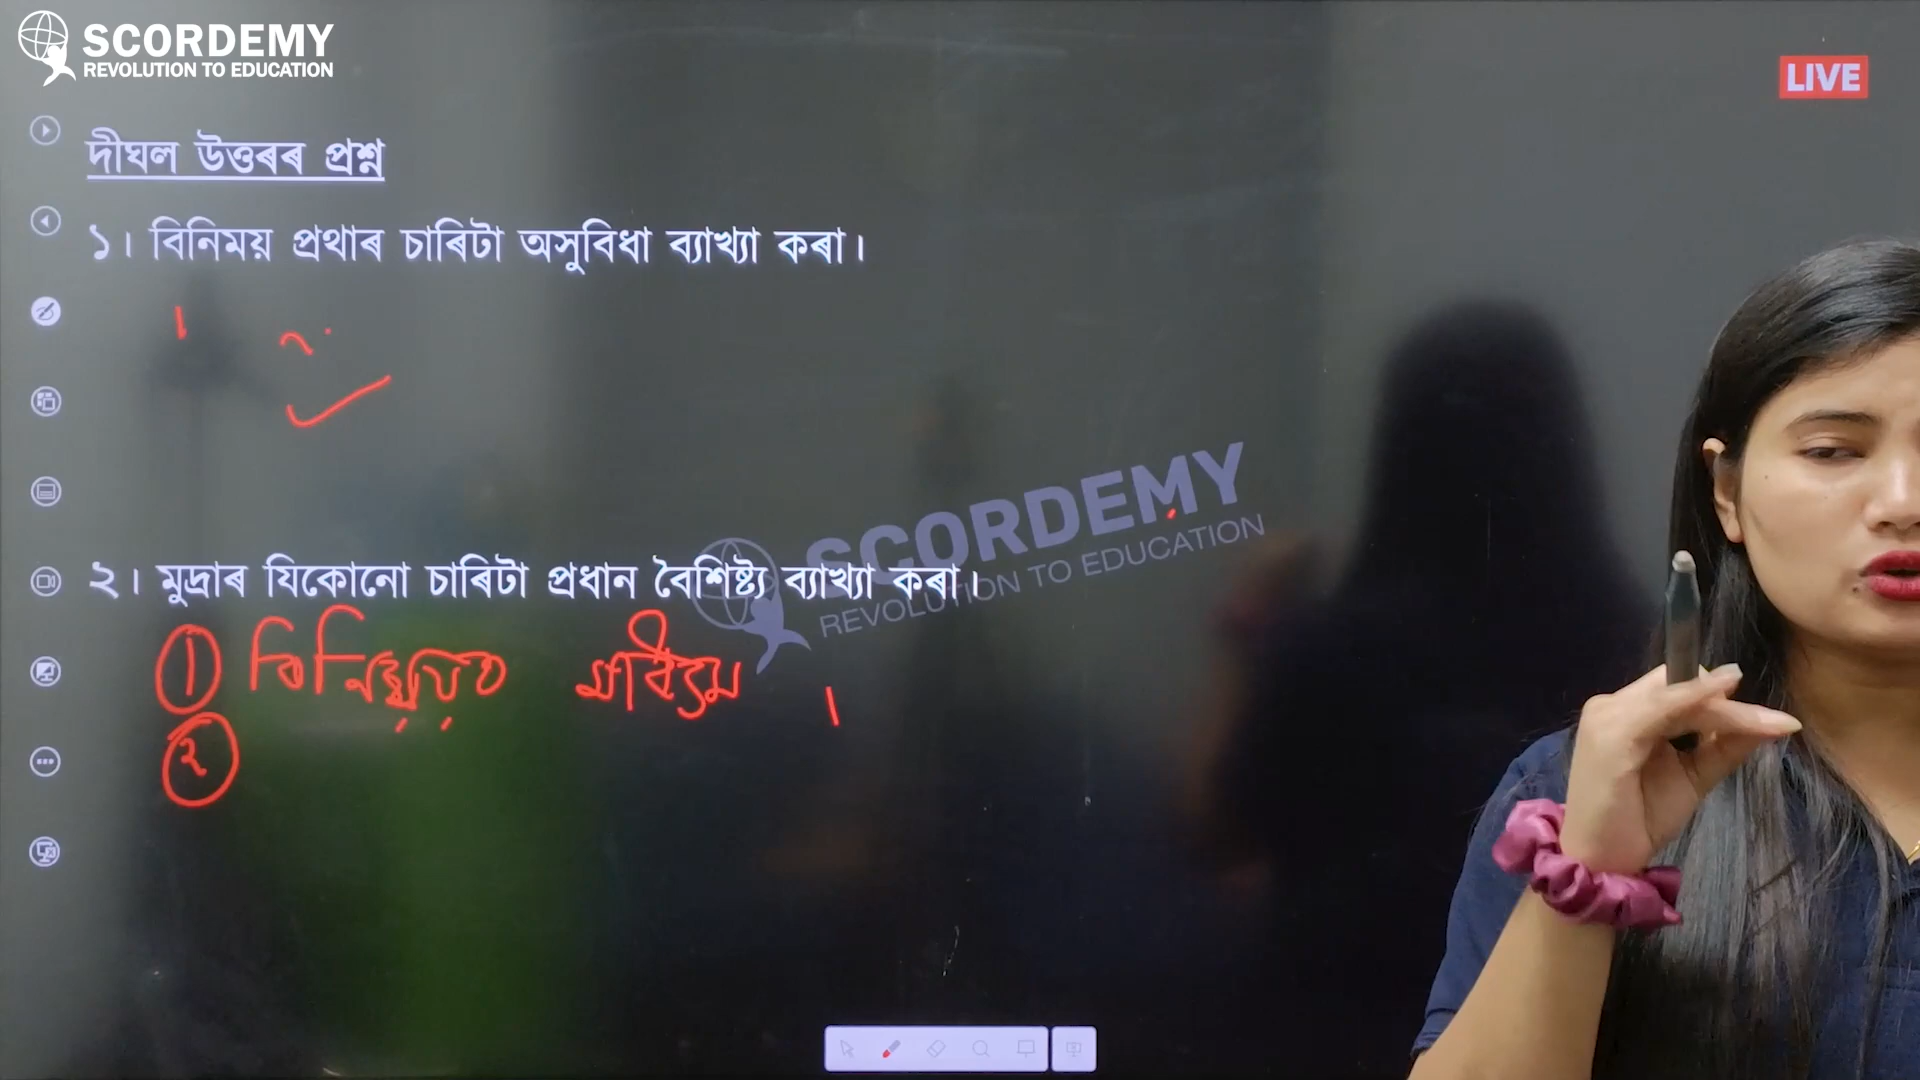 SCORDEMY
REVOLUTION TO EDUCATION
LIVE
দীঘল উত্তৰৰ প্ৰশ্ন
১। বিনিময় প্ৰথাৰ চাৰিটা অসুবিধা ব্যাখ্যা কৰা।
SCORDEMY
REVOLUTION TO EDUCATION
২। মুদ্ৰাৰ যিকোনো চাৰিটা প্ৰধান বৈশিষ্ট্য ব্যাখ্যা কৰা।
1 মাধ্যম ।
২